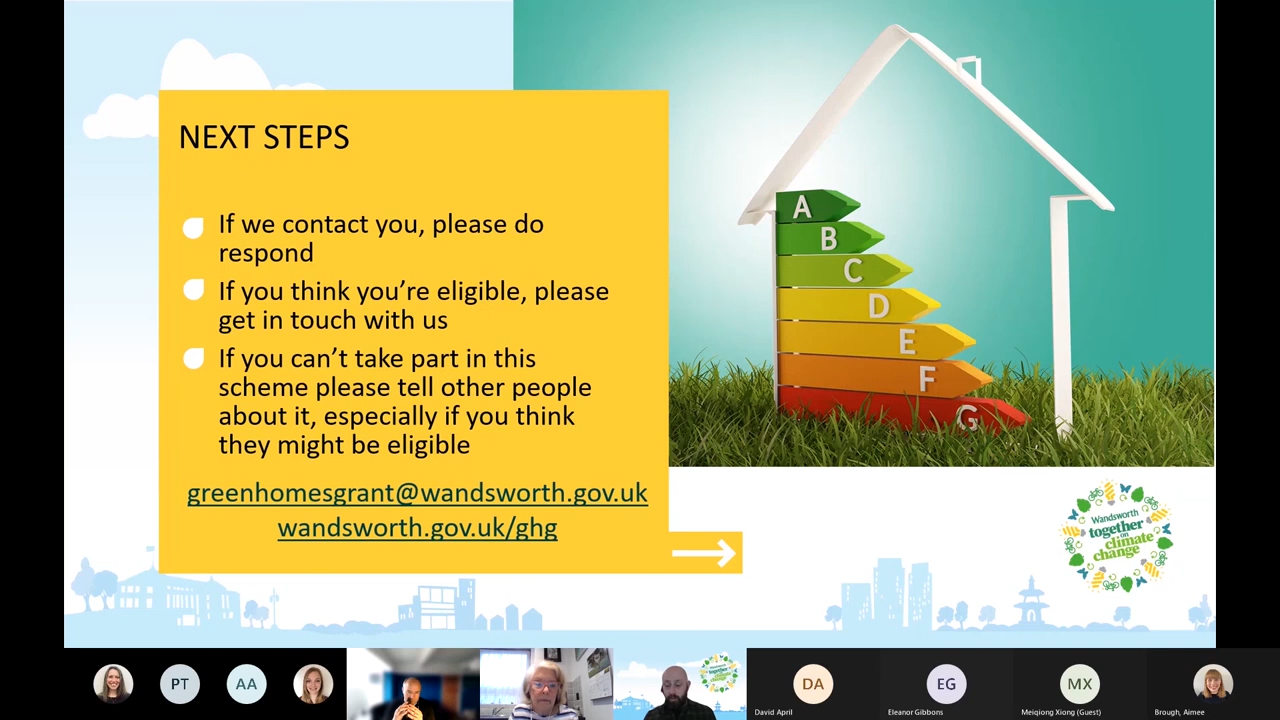 NEXT STEPS
If we contact you, please do
respond
If you think you’re eligible, please
get in touch with us
If you can’t take part in this
scheme please tell other people
about it, especially if you think
they might be eligible
greenhomesgrant@wandsworth.gov.uk
wandsworth.gov.uk/ghg
A
B
C
D
E
F
G
Wandsworth
together
on
climate
change
PT
AA
DA
EG
MX
David April
Eleanor Gibbons
Meiqiong Xiong (Guest)
Brough, Aimee